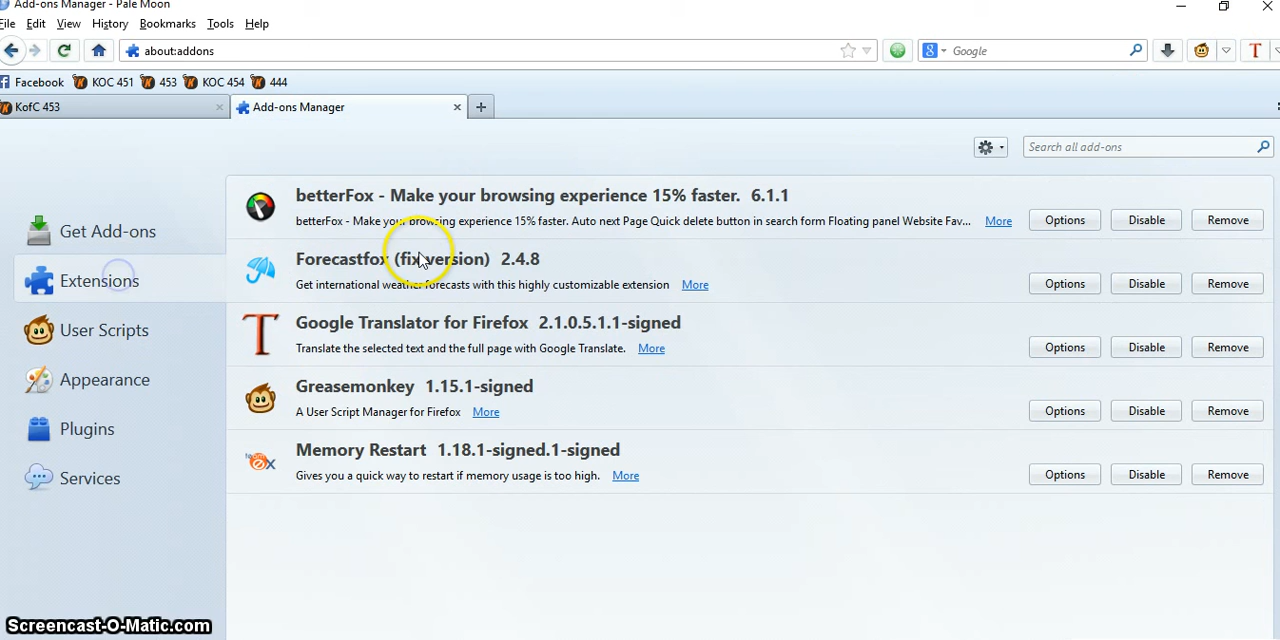 Add-ons Manager - Pale Moon
File Edit View History Bookmarks Tools Help
about:addons
Google
Facebook KOC 451 453 KOC 454 444
KofC 453
Add-ons Manager
Search all add-ons
Get Add-ons
Extensions
User Scripts
Appearance
Plugins
Services
betterFox - Make your browsing experience 15% faster. 6.1.1
betterFox - Make your browsing experience 15% faster. Auto next Page Quick delete button in search form Floating panel Website Fav... More
Options Disable Remove
Forecastfox (fix version) 2.4.8
Get international weather forecasts with this highly customizable extension More
Options Disable Remove
Google Translator for Firefox 2.1.0.5.1.1-signed
Translate the selected text and the full page with Google Translate. More
Options Disable Remove
Greasemonkey 1.15.1-signed
A User Script Manager for Firefox More
Options Disable Remove
Memory Restart 1.18.1-signed.1-signed
Gives you a quick way to restart if memory usage is too high. More
Options Disable Remove
Screencast-O-Matic.com